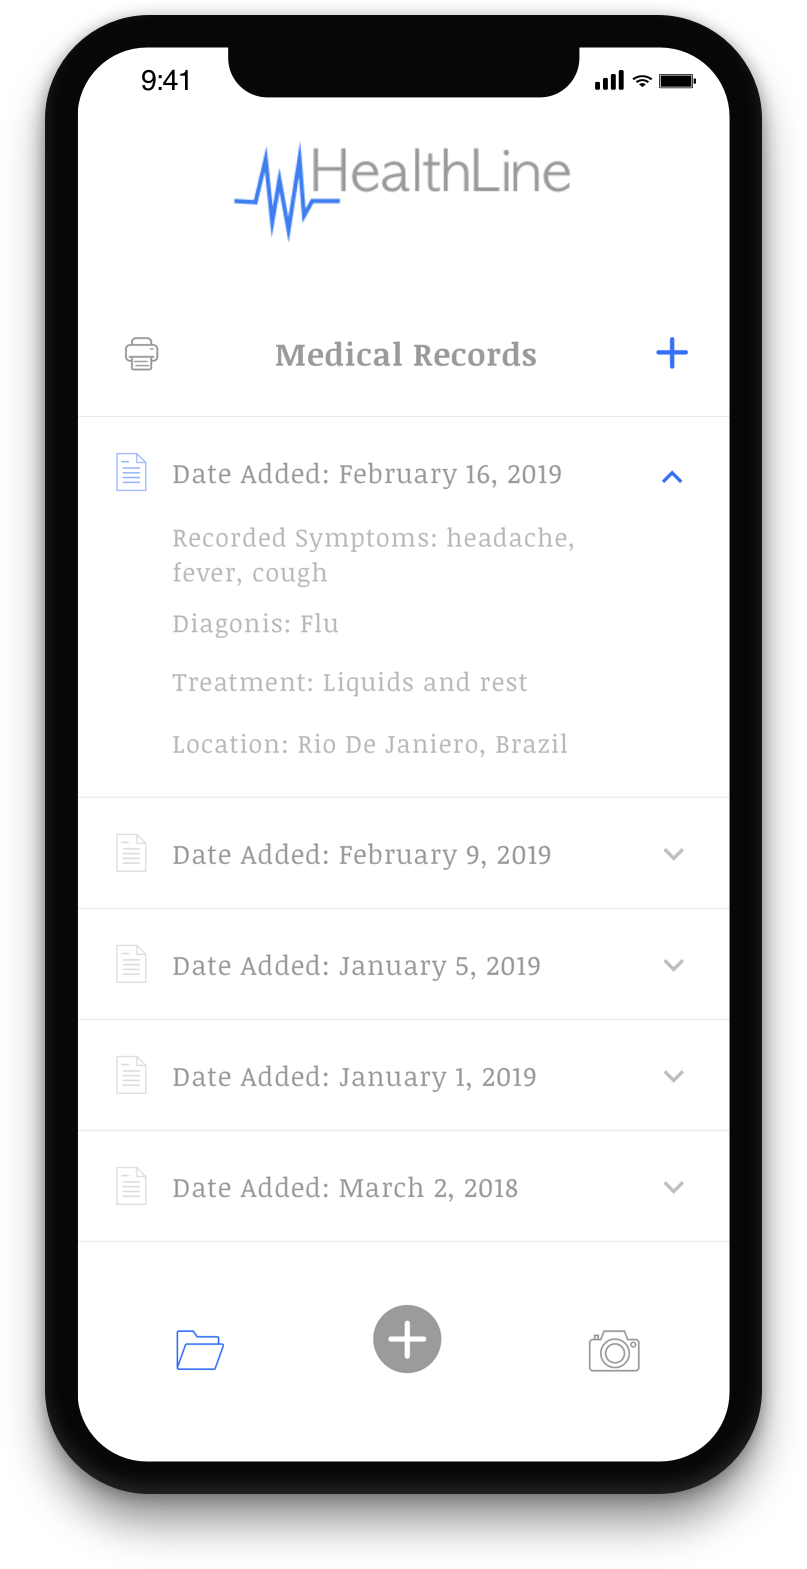 9:41
HealthLine
Medical Records
Date Added: February 16, 2019
Recorded Symptoms: headache,
fever, cough
Diagonis: Flu
Treatment: Liquids and rest
Location: Rio De Janiero, Brazil
Date Added: February 9, 2019
Date Added: January 5, 2019
Date Added: January 1, 2019
Date Added: March 2, 2018